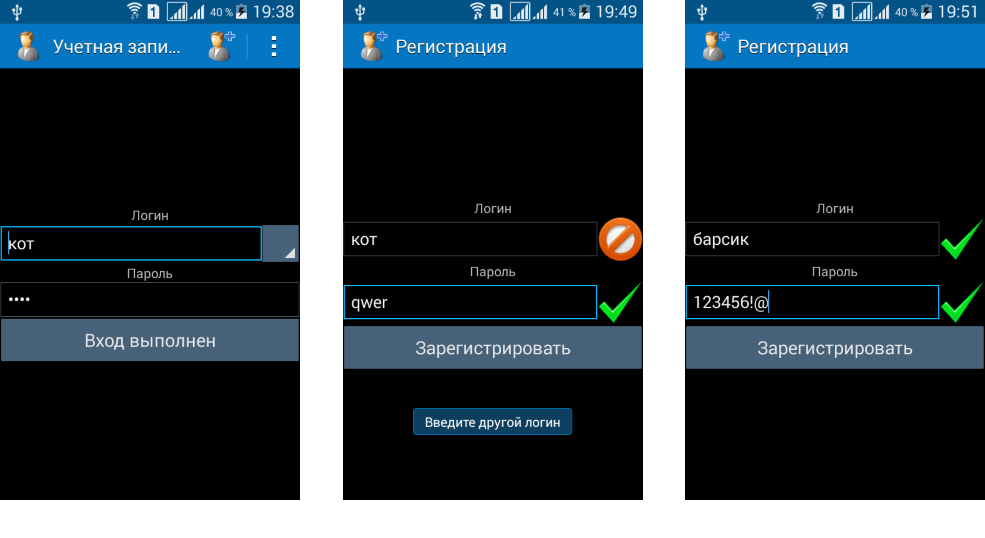 40 % 19:38
Учетная запи...
Логин
кот
Пароль
••••
Вход выполнен
41 % 19:49
Регистрация
Логин
кот
Пароль
qwer
Зарегистрировать
Введите другой логин
40 % 19:51
Регистрация
Логин
барсик
Пароль
123456!@
Зарегистрировать